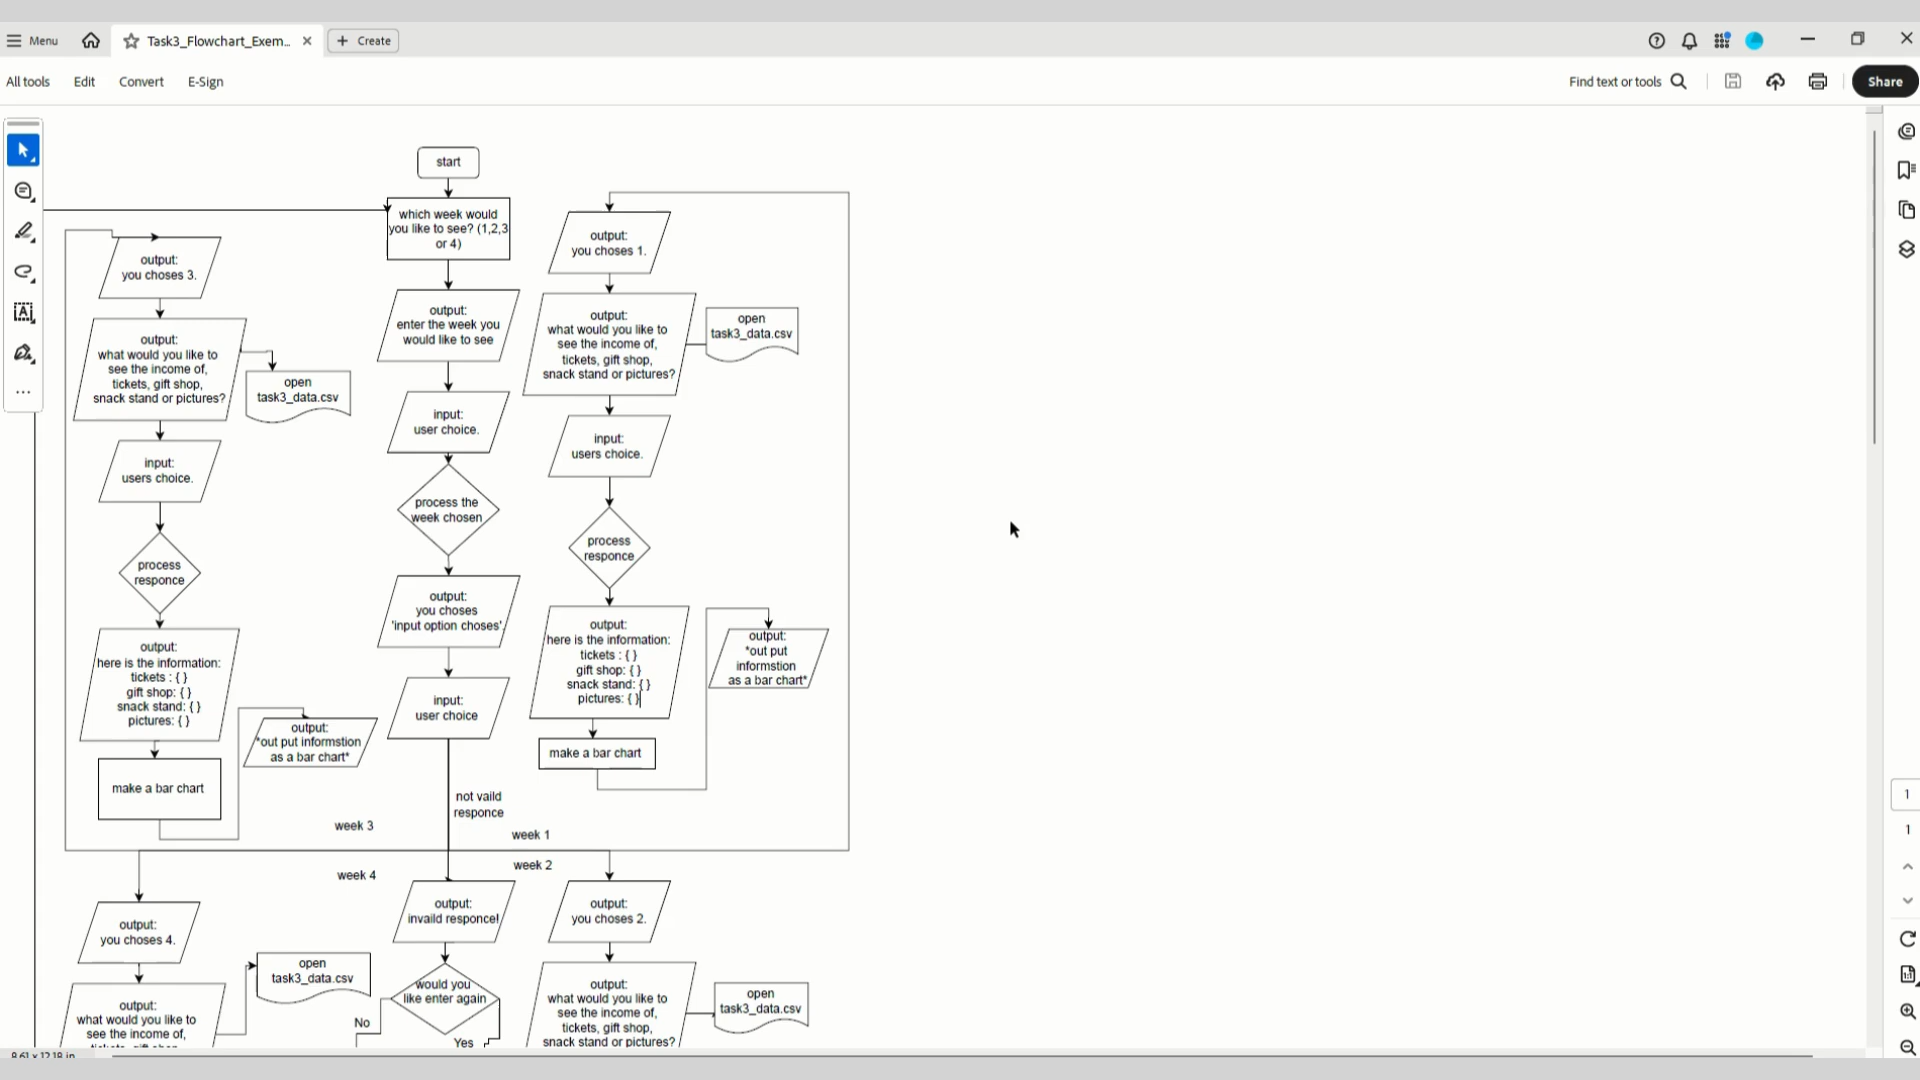 Menu
Task3_Flowchart_Exem...
Create
All tools
Edit
Convert
E-Sign
Find text or tools
Share
start
which week would
you like to see? (1,2,3
or 4)
output:
enter the week you
would like to see
input:
user choice.
process the
week chosen
output:
you choses
'input option choses'.
input:
user choice
not vaild
responce
week 3
week 1
week 4
week 2
output:
you choses 3.
output:
what would you like to
see the income of,
tickets, gift shop,
snack stand or pictures?
open
task3_data.csv
input:
users choice.
process
responce
output:
here is the information:
tickets : { }
gift shop: { }
snack stand: { }
pictures: { }
make a bar chart
output:
*out put informstion
as a bar chart*
output:
you choses 1.
output:
what would you like to
see the income of,
tickets, gift shop,
snack stand or pictures?
open
task3_data.csv
input:
users choice.
process
responce
output:
here is the information:
tickets : { }
gift shop: { }
snack stand: { }
pictures: { }
make a bar chart
output:
*out put
informstion
as a bar chart*
output:
you choses 4.
open
task3_data.csv
output:
what would you like to
see the income of,
output:
invaild responce!
would you
like enter again
No
Yes
output:
you choses 2.
output:
what would you like to
see the income of,
tickets, gift shop,
snack stand or pictures?
open
task3_data.csv
1
1
8.61 x 12.18 in